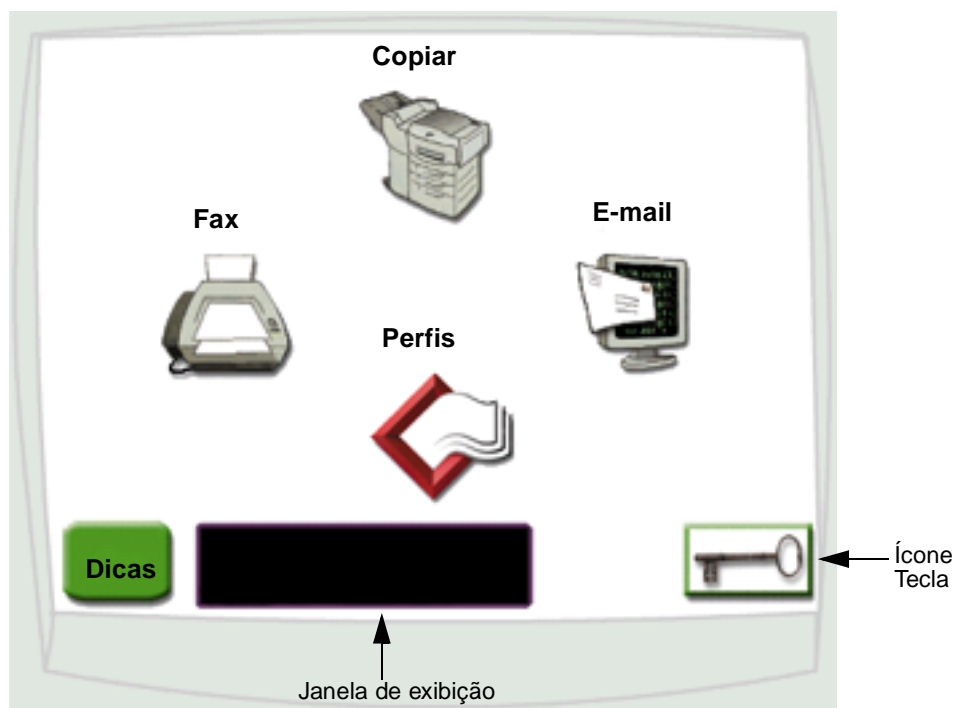 Copiar
Fax
E-mail
Perfis
Dicas
Ícone
Tecla
Janela de exibição